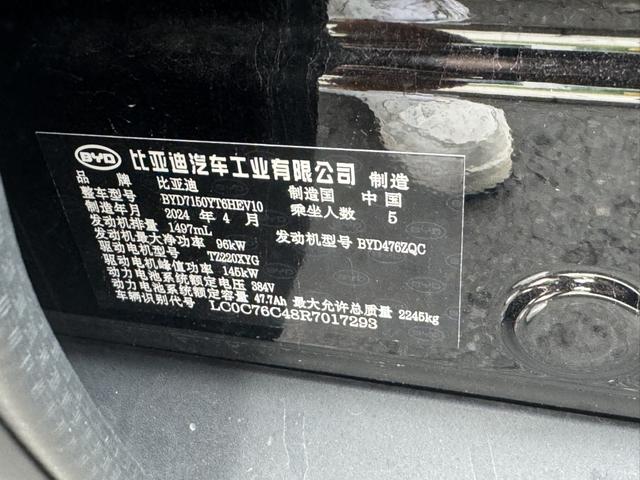 BYD 比亚迪汽车工业有限公司 制造
品牌 比亚迪 制造国 中国
整车型号 BYD7150YT6HEV10 乘坐人数 5
制造年月 2024 年 4 月
发动机排量 1497mL 发动机型号 BYD476ZQC
发动机最大净功率 96kW
驱动电机型号 TZ220XYG
驱动电机峰值功率 145kW
动力电池系统额定电压 384V
动力电池系统额定容量 47.7Ah 最大允许总质量 2245kg
车辆识别代号 LC0C76C48R7017293